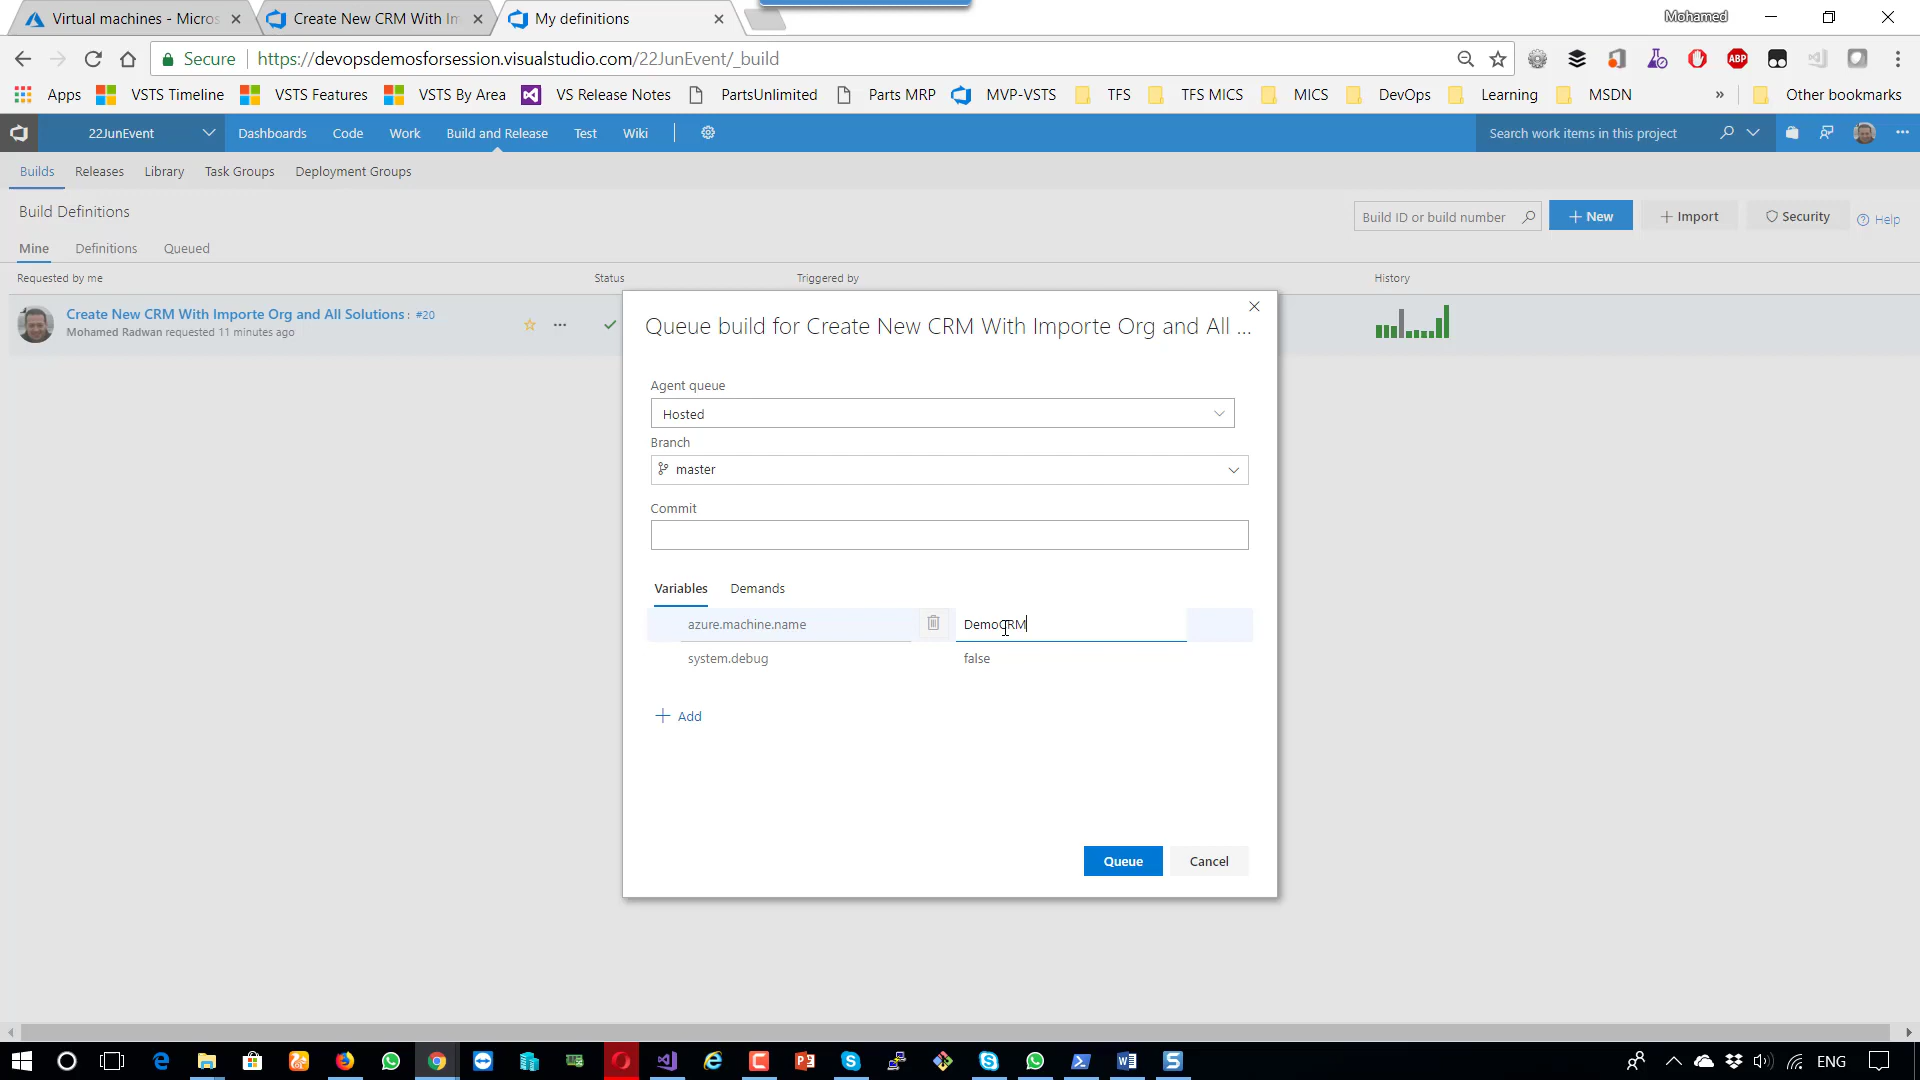 Virtual machines - Micros
Create New CRM With Im
My definitions
Mohamed
Secure
https://devopsdemosforsession.visualstudio.com/22JunEvent/_build
Apps
VSTS Timeline
VSTS Features
VSTS By Area
VS Release Notes
PartsUnlimited
Parts MRP
MVP-VSTS
TFS
TFS MICS
MICS
DevOps
Learning
MSDN
»
Other bookmarks
22JunEvent
Dashboards
Code
Work
Build and Release
Test
Wiki
Search work items in this project
Builds
Releases
Library
Task Groups
Deployment Groups
Build Definitions
Build ID or build number
+ New
+ Import
Security
Help
Mine
Definitions
Queued
Requested by me
Status
Triggered by
History
Create New CRM With Importe Org and All Solutions : #20
Mohamed Radwan requested 11 minutes ago
Queue build for Create New CRM With Importe Org and All ...
Agent queue
Hosted
Branch
master
Commit
Variables
Demands
azure.machine.name
DemoCRM
system.debug
false
+ Add
Queue
Cancel
ENG